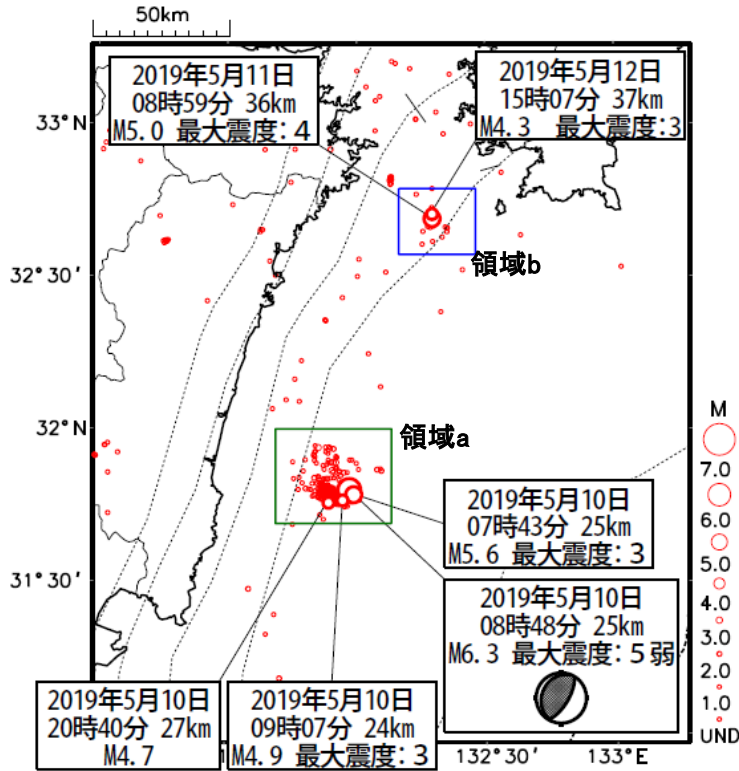 50km
2019年5月11日
08時59分 36km
M5.0 最大震度:4
2019年5月12日
15時07分 37km
M4.3 最大震度:3
33°N
領域b
32°30′
領域a
32°N
M
7.0
6.0
5.0
4.0
3.0
2.0
1.0
UND
2019年5月10日
07時43分 25km
M5.6 最大震度:3
31°30′
2019年5月10日
08時48分 25km
M6.3 最大震度:5弱
2019年5月10日
20時40分 27km
M4.7
2019年5月10日
09時07分 24km
M4.9 最大震度:3
132°30′
133°E